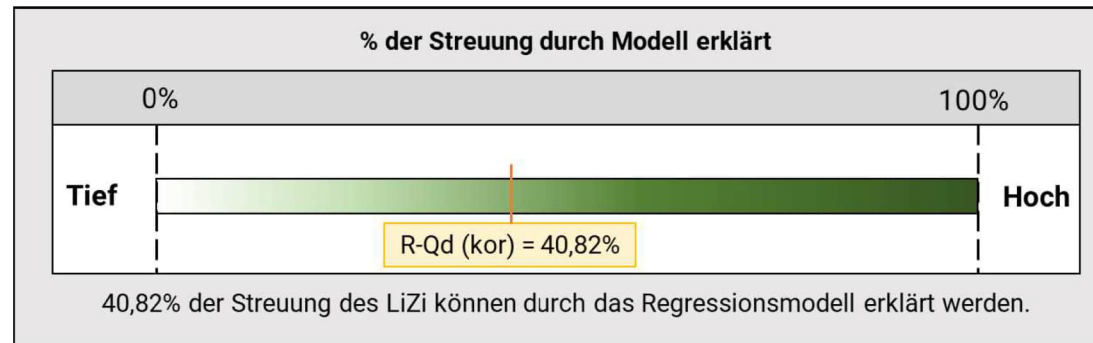 % der Streuung durch Modell erklärt
0% 100%
Tief Hoch
R-Qd (kor) = 40,82%
40,82% der Streuung des LiZi können durch das Regressionsmodell erklärt werden.